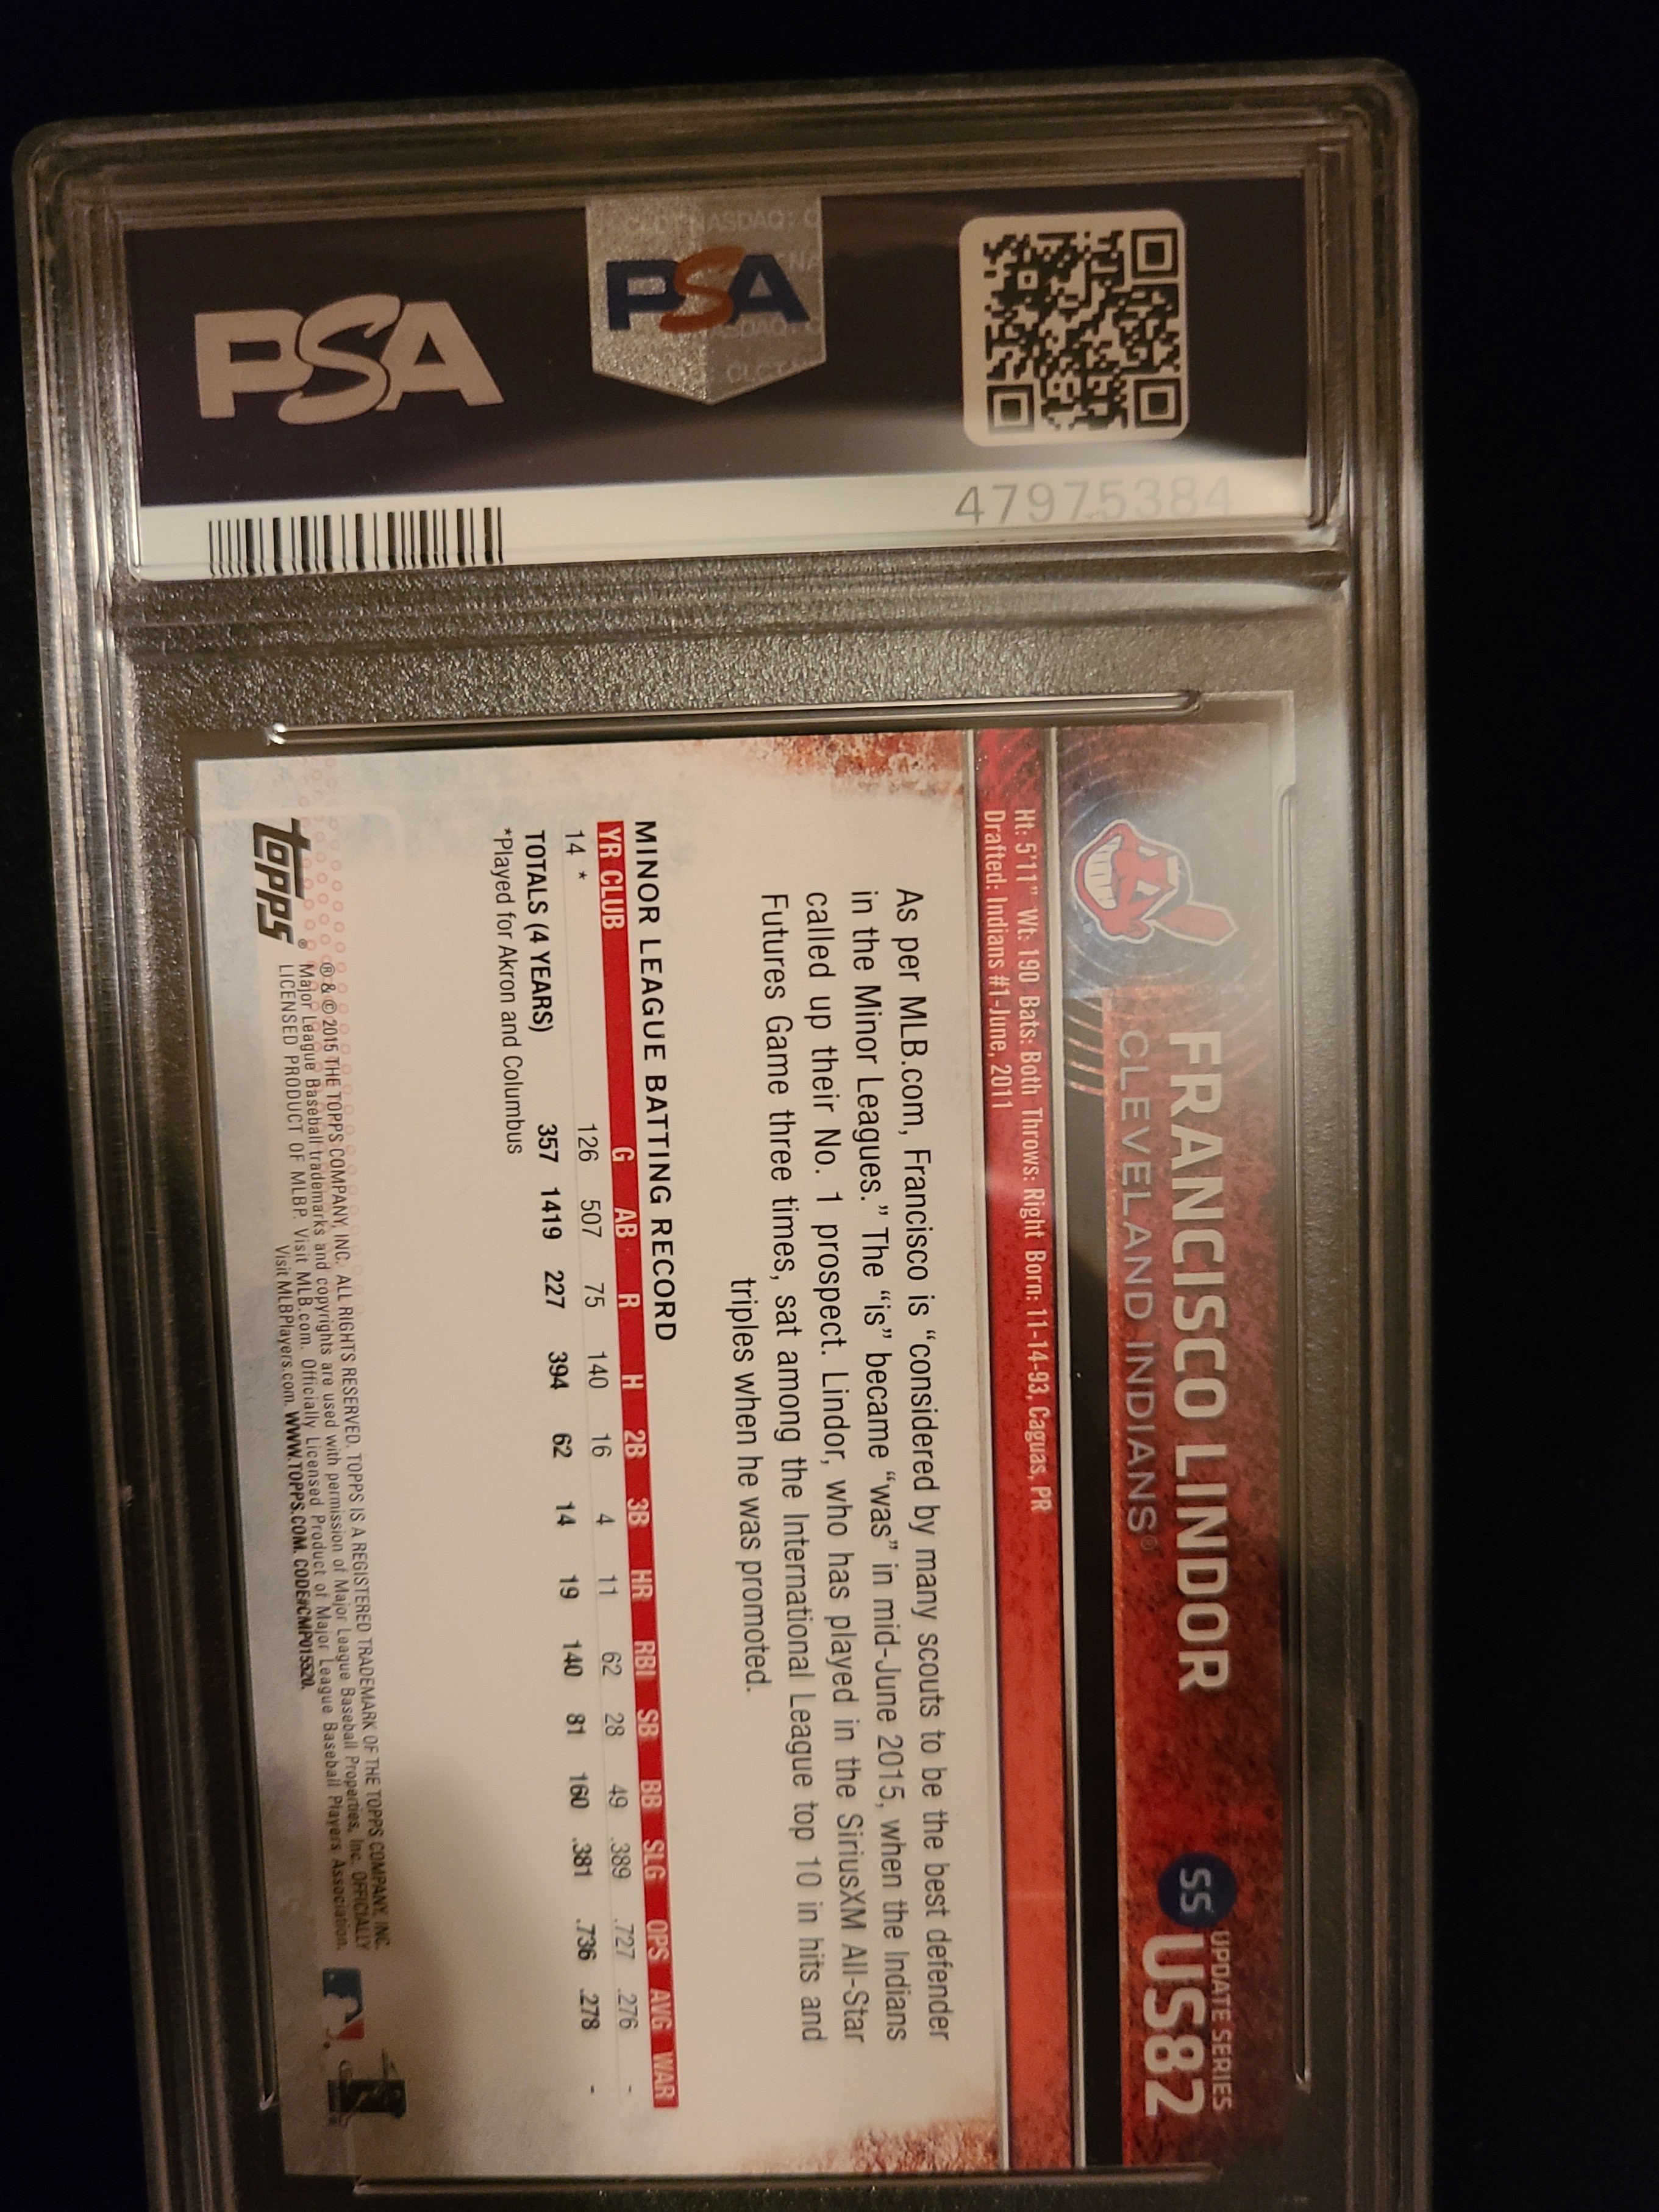 PSA
PSA
47975384
FRANCISCO LINDOR
CLEVELAND INDIANS®
UPDATE SERIES
SS
US82
Ht: 5'11" Wt: 190 Bats: Both Throws: Right Born: 11-14-93, Caguas, PR
Drafted: Indians #1-June, 2011
As per MLB.com, Francisco is “considered by many scouts to be the best defender
in the Minor Leagues.” The “is” became “was” in mid-June 2015, when the Indians
called up their No. 1 prospect. Lindor, who has played in the SiriusXM All-Star
Futures Game three times, sat among the International League top 10 in hits and
triples when he was promoted.
MINOR LEAGUE BATTING RECORD
YR CLUB G AB R H 2B 3B HR RBI SB BB SLG OPS AVG WAR
14 * 126 507 75 140 16 4 11 62 28 49 .389 .727 .276 -
TOTALS (4 YEARS) 357 1419 227 394 62 14 19 140 81 160 .381 .736 .278 -
*Played for Akron and Columbus
topps®
® & © 2015 THE TOPPS COMPANY, INC. ALL RIGHTS RESERVED. TOPPS IS A REGISTERED TRADEMARK OF THE TOPPS COMPANY, INC.
Major League Baseball trademarks and copyrights are used with permission of Major League Baseball Properties, Inc. OFFICIALLY
LICENSED PRODUCT OF MLBP. Visit MLB.com. Officially Licensed Product of Major League Baseball Players Association.
Visit MLBPlayers.com. WWW.TOPPS.COM. CODE#CMP015520.